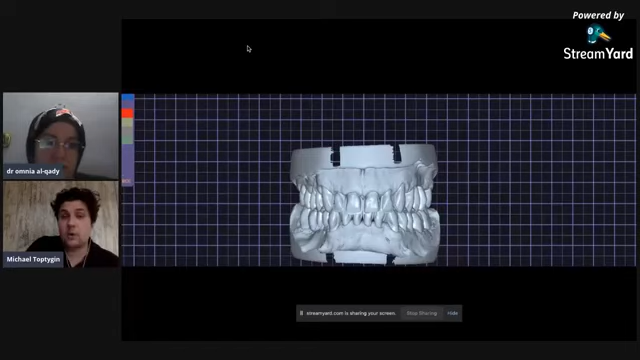 Powered by
StreamYard
dr omnia al-qady
Michael Toptygin
streamyard.com is sharing your screen.
Stop Sharing
Hide